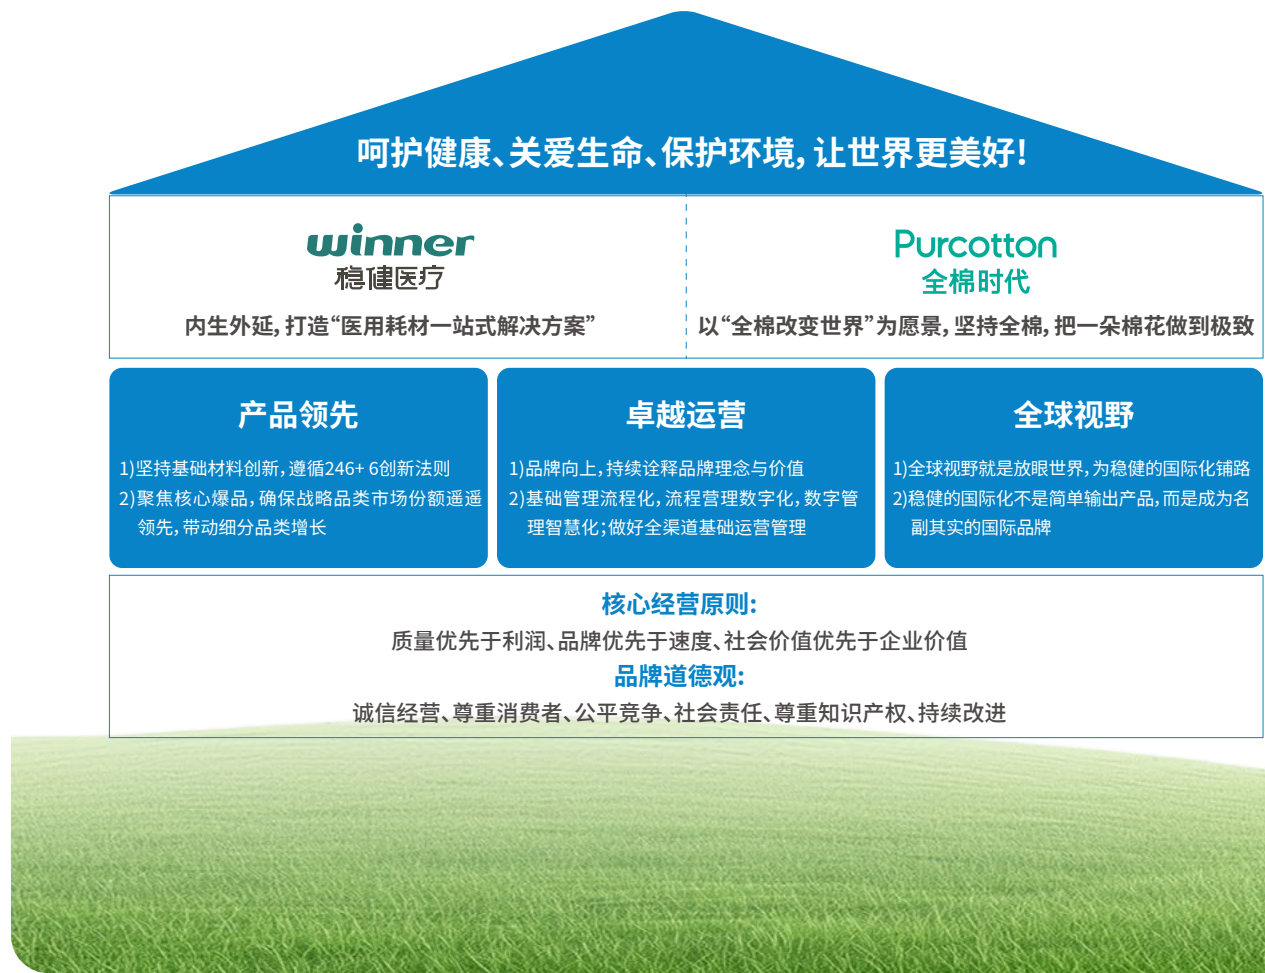 呵护健康、关爱生命、保护环境, 让世界更美好!
winner
稳健医疗
内生外延, 打造“医用耗材一站式解决方案”
Purcotton
全棉时代
以“全棉改变世界”为愿景, 坚持全棉, 把一朵棉花做到极致
产品领先
1)坚持基础材料创新, 遵循246+ 6创新法则
2)聚焦核心爆品, 确保战略品类市场份额遥遥
领先, 带动细分品类增长
卓越运营
1)品牌向上, 持续诠释品牌理念与价值
2)基础管理流程化, 流程营理数字化, 数字管
理智慧化; 做好全渠道基础运营管理
全球视野
1)全球视野就是放眼世界, 为稳健的国际化铺路
2)稳健的国际化不是简单输出产品, 而是成为名
副其实的国际品牌
核心经营原则:
质量优先于利润、品牌优先于速度、社会价值优先于企业价值
品牌道德观:
诚信经营、尊重消费者、公平竞争、社会责任、尊重知识产权、持续改进